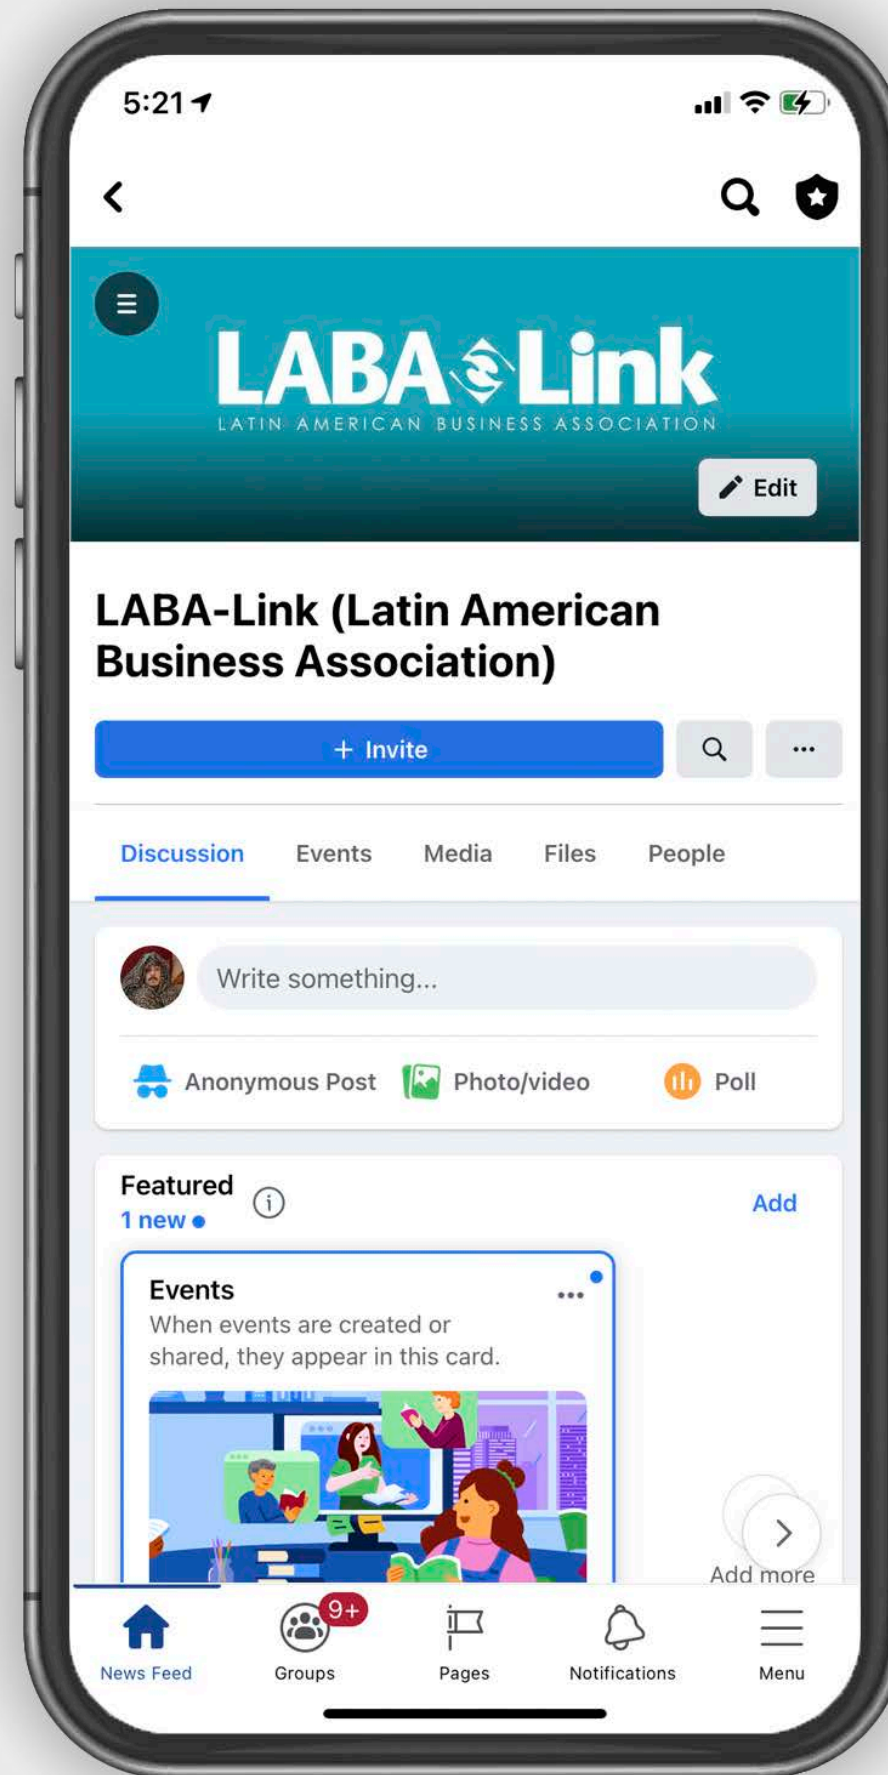 5:21
LABA Link
LATIN AMERICAN BUSINESS ASSOCIATION
Edit
LABA-Link (Latin American
Business Association)
+ Invite
Discussion Events Media Files People
Write something...
Anonymous Post Photo/video Poll
Featured
1 new
Add
Events
When events are created or
shared, they appear in this card.
Add more
9+
News Feed Groups Pages Notifications Menu